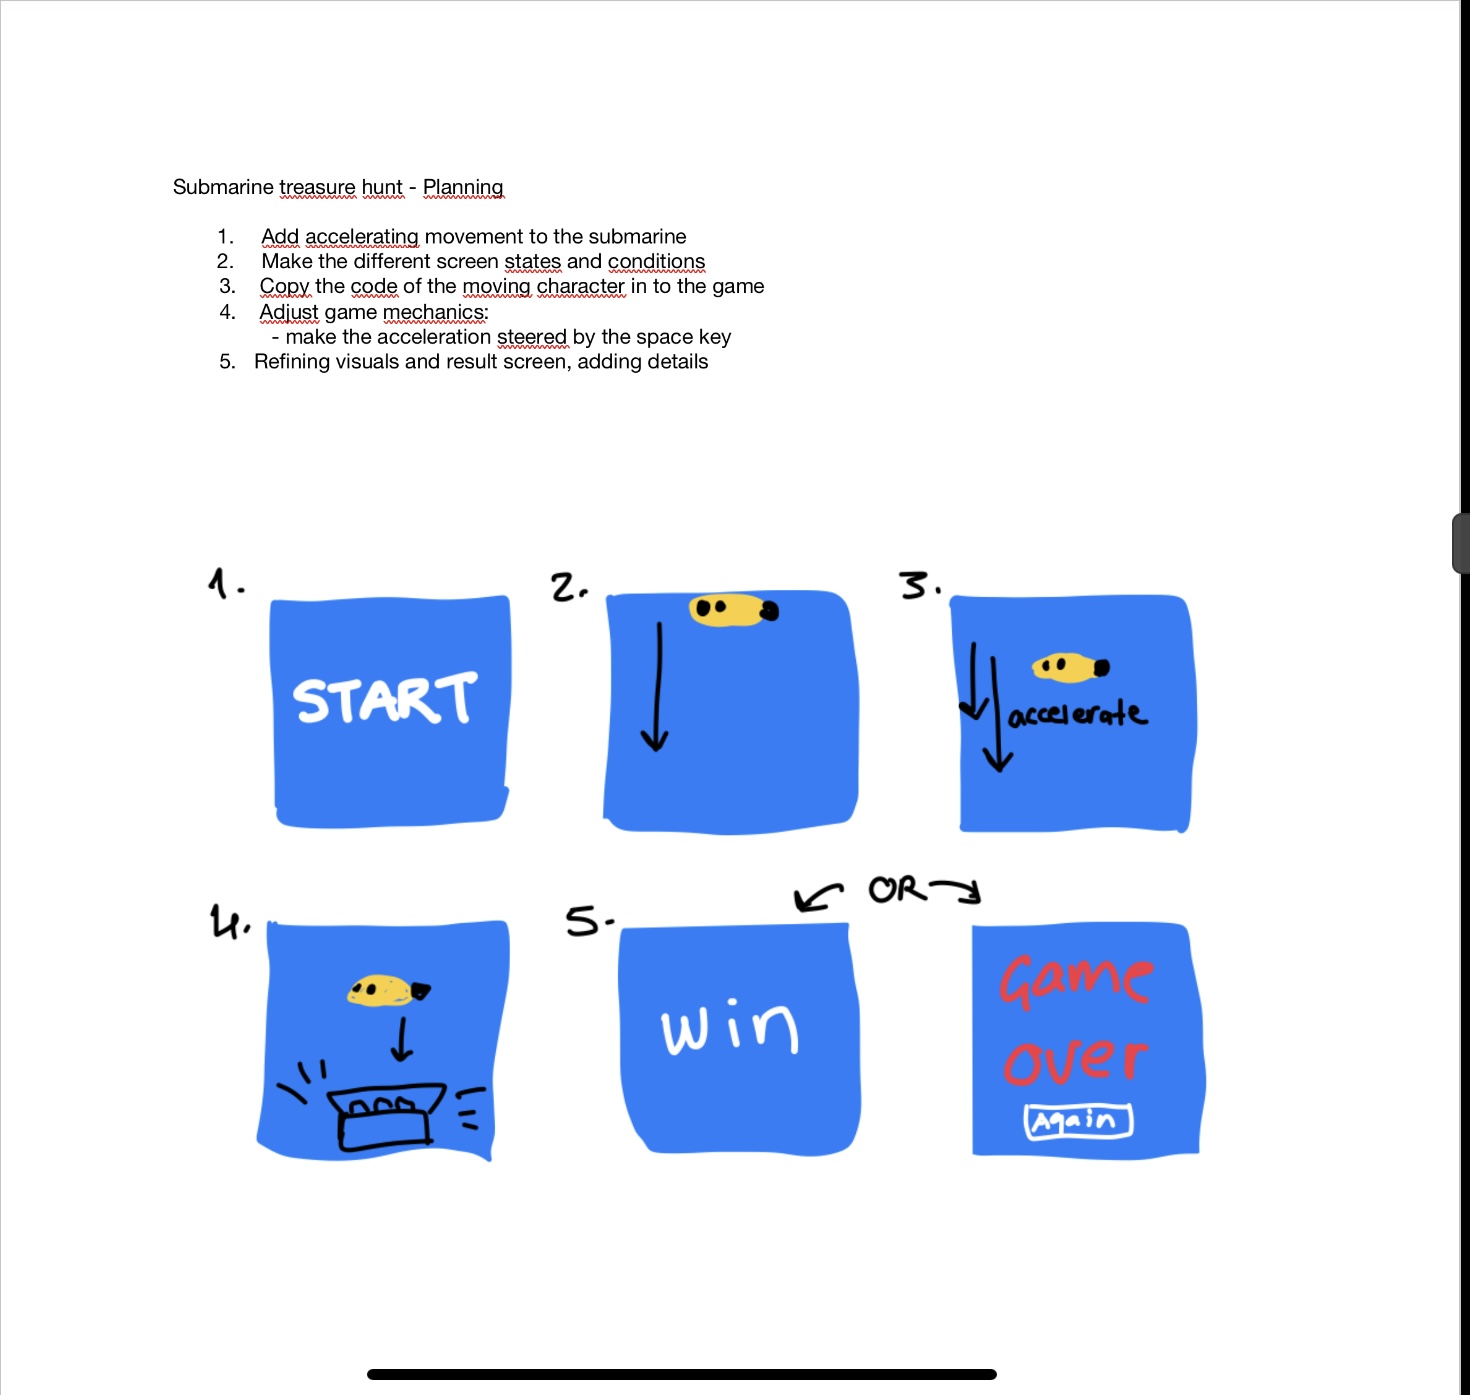 Submarine treasure hunt - Planning
1. Add accelerating movement to the submarine
2. Make the different screen states and conditions
3. Copy the code of the moving character in to the game
4. Adjust game mechanics:
- make the acceleration steered by the space key
5. Refining visuals and result screen, adding details
1.
START
2.
3.
accelerate
4.
5.
OR
win
Game
over
Again